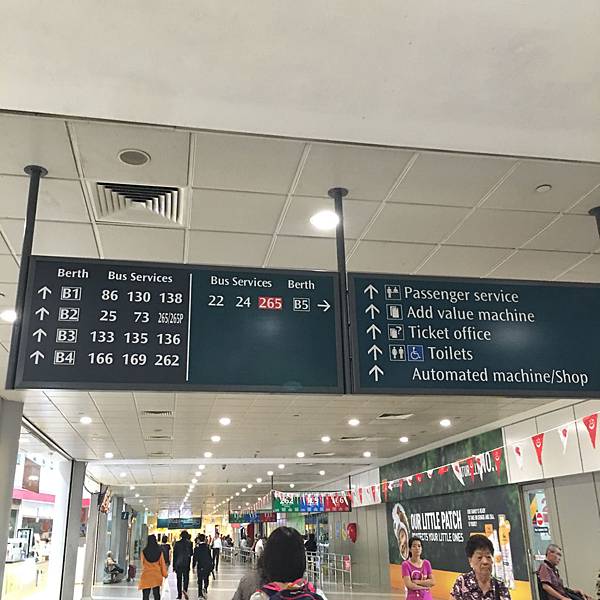 Berth Bus Services
B1 86 130 138
B2 25 73 265/265P
B3 133 135 136
B4 166 169 262
Bus Services Berth
22 24 265 B5
Passenger service
Add value machine
Ticket office
Toilets
Automated machine/Shop
OUR LITTLE PATCH